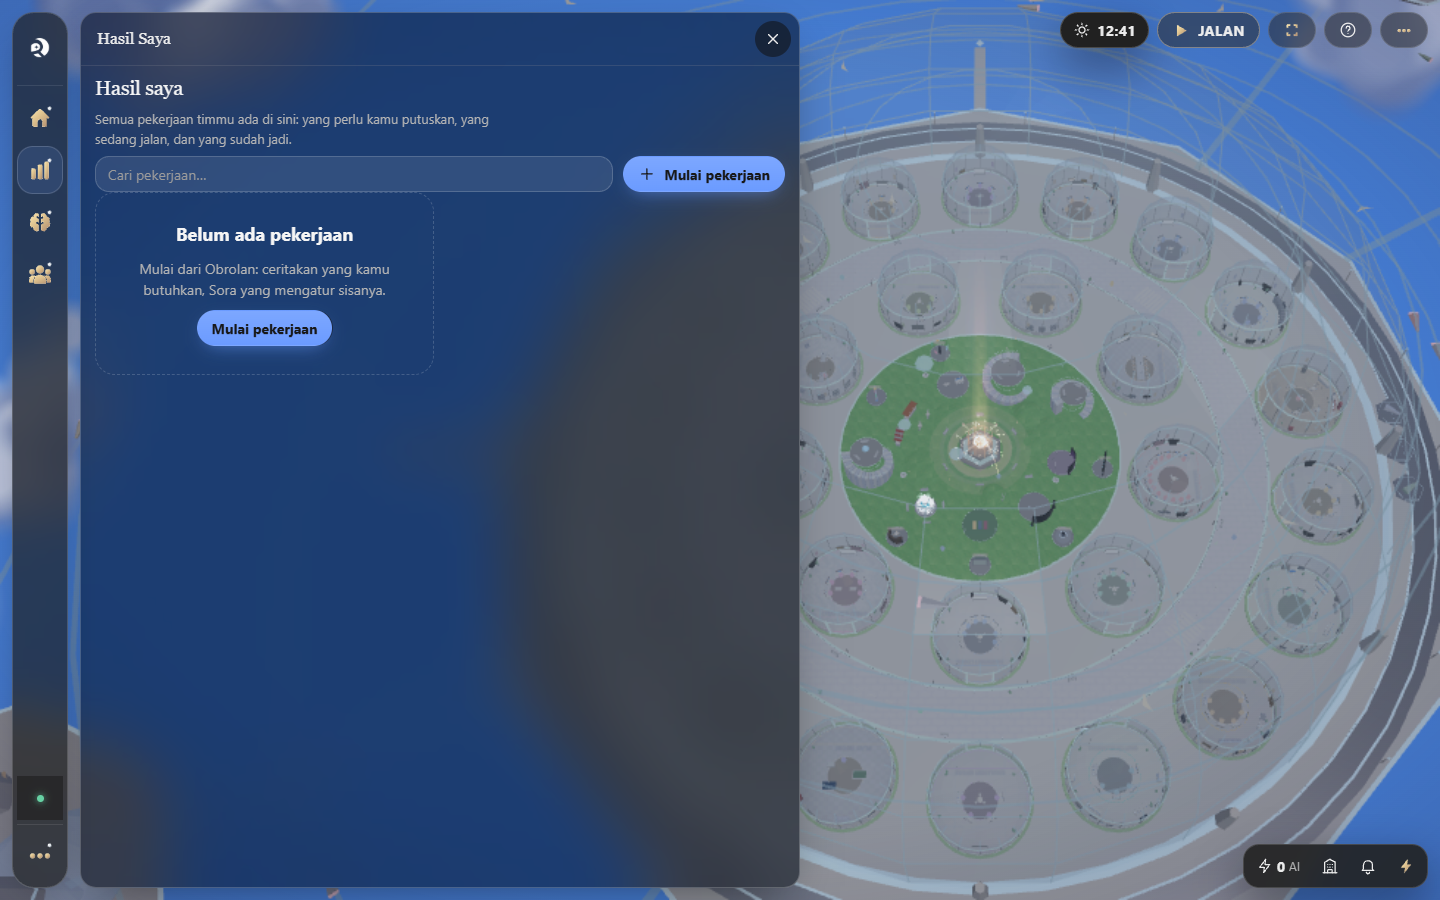 Hasil Saya
12:41
JALAN
Hasil saya
Semua pekerjaan timmu ada di sini: yang perlu kamu putuskan, yang
sedang jalan, dan yang sudah jadi.
Cari pekerjaan...
Mulai pekerjaan
Belum ada pekerjaan
Mulai dari Obrolan: ceritakan yang kamu
butuhkan, Sora yang mengatur sisanya.
Mulai pekerjaan
0 AI